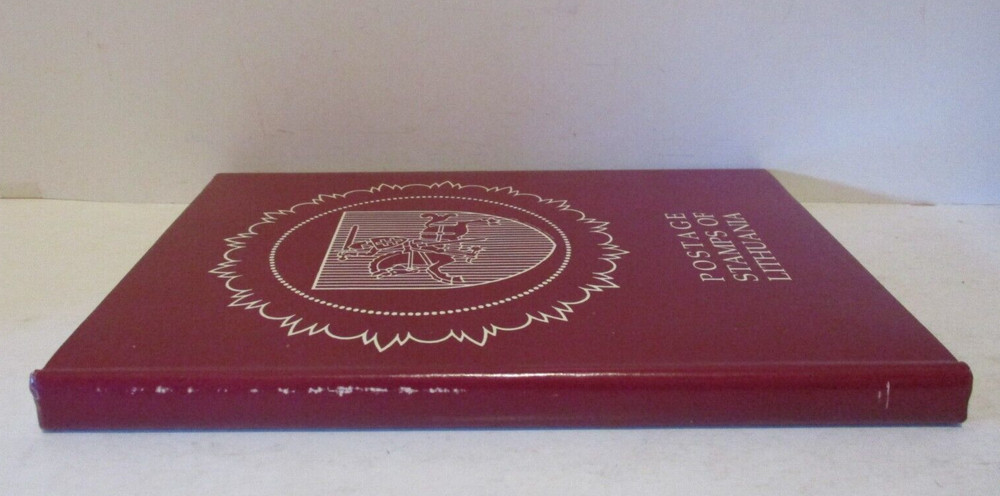 POSTAGE
STAMPS OF
LITHUANIA